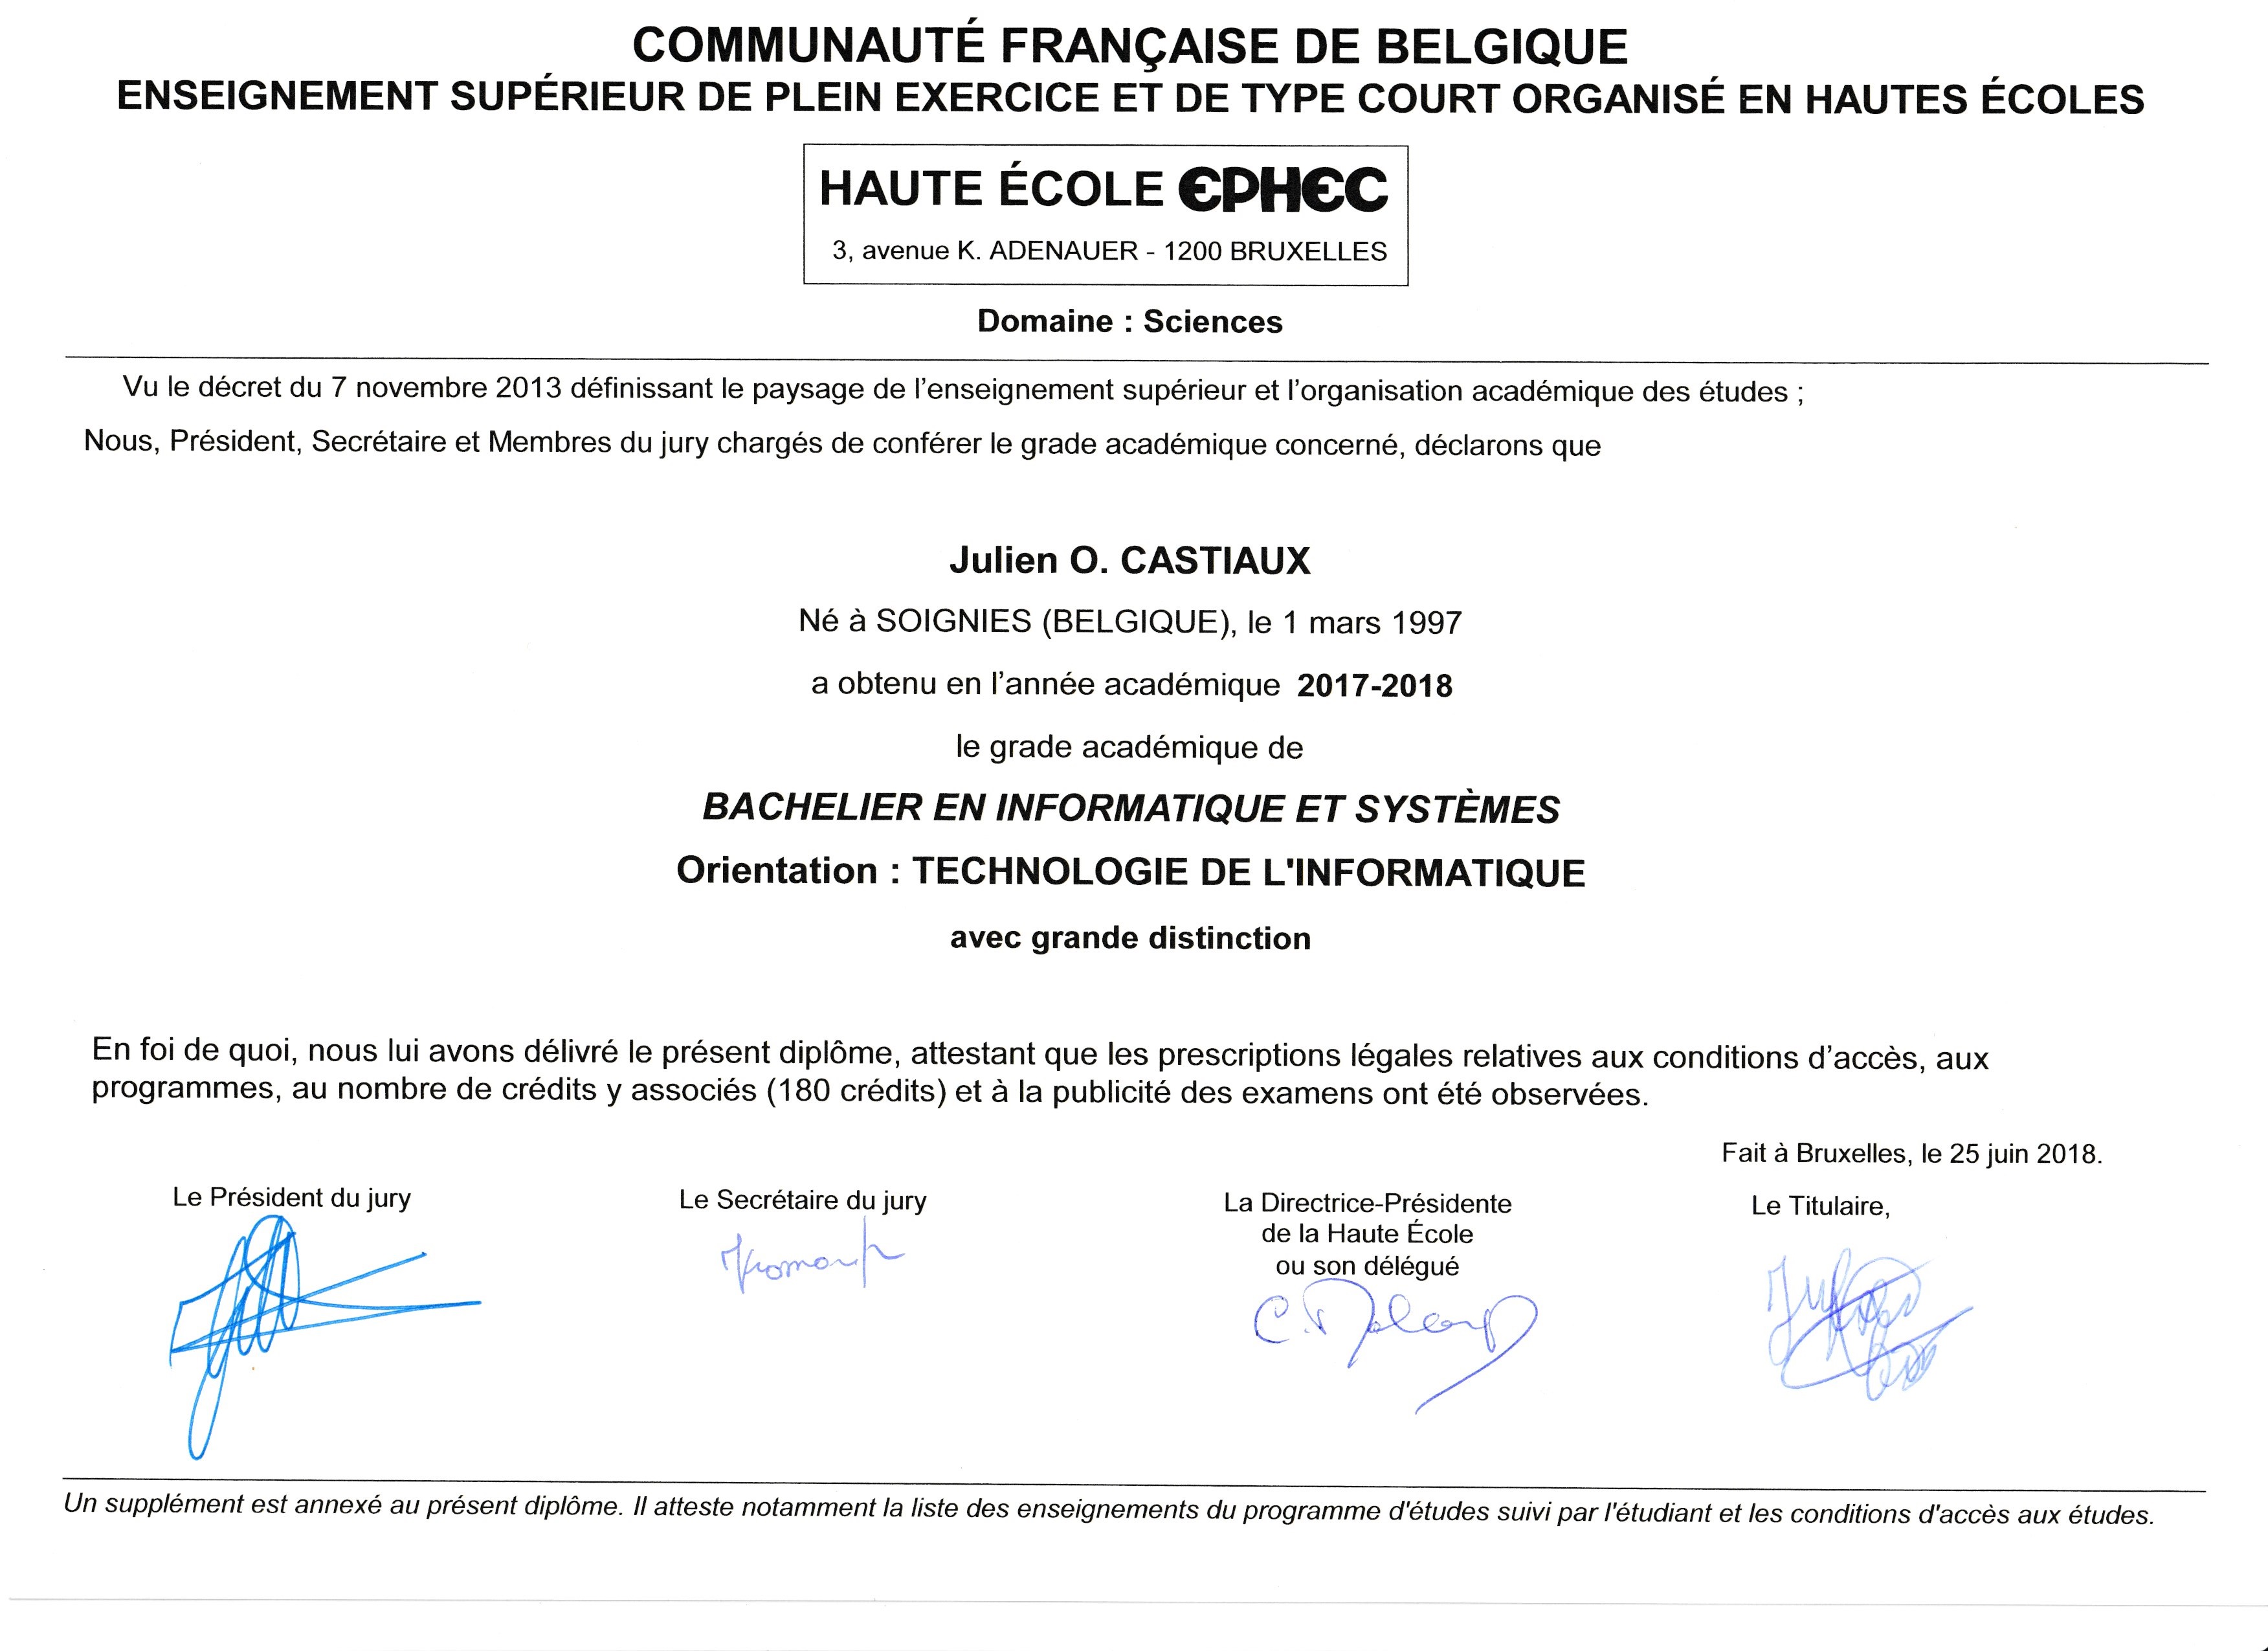 COMMUNAUTÉ FRANÇAISE DE BELGIQUE
ENSEIGNEMENT SUPÉRIEUR DE PLEIN EXERCICE ET DE TYPE COURT ORGANISÉ EN HAUTES ÉCOLES
HAUTE ÉCOLE EPHEC
3, avenue K. ADENAUER - 1200 BRUXELLES
Domaine : Sciences
Vu le décret du 7 novembre 2013 définissant le paysage de l’enseignement supérieur et l’organisation académique des études ;
Nous, Président, Secrétaire et Membres du jury chargés de conférer le grade académique concerné, déclarons que
Julien O. CASTIAUX
Né à SOIGNIES (BELGIQUE), le 1 mars 1997
a obtenu en l’année académique 2017-2018
le grade académique de
BACHELIER EN INFORMATIQUE ET SYSTÈMES
Orientation : TECHNOLOGIE DE L'INFORMATIQUE
avec grande distinction
En foi de quoi, nous lui avons délivré le présent diplôme, attestant que les prescriptions légales relatives aux conditions d’accès, aux
programmes, au nombre de crédits y associés (180 crédits) et à la publicité des examens ont été observées.
Fait à Bruxelles, le 25 juin 2018.
Le Président du jury
Le Secrétaire du jury
La Directrice-Présidente
de la Haute École
ou son délégué
Le Titulaire,
Un supplément est annexé au présent diplôme. Il atteste notamment la liste des enseignements du programme d'études suivi par l'étudiant et les conditions d'accès aux études.